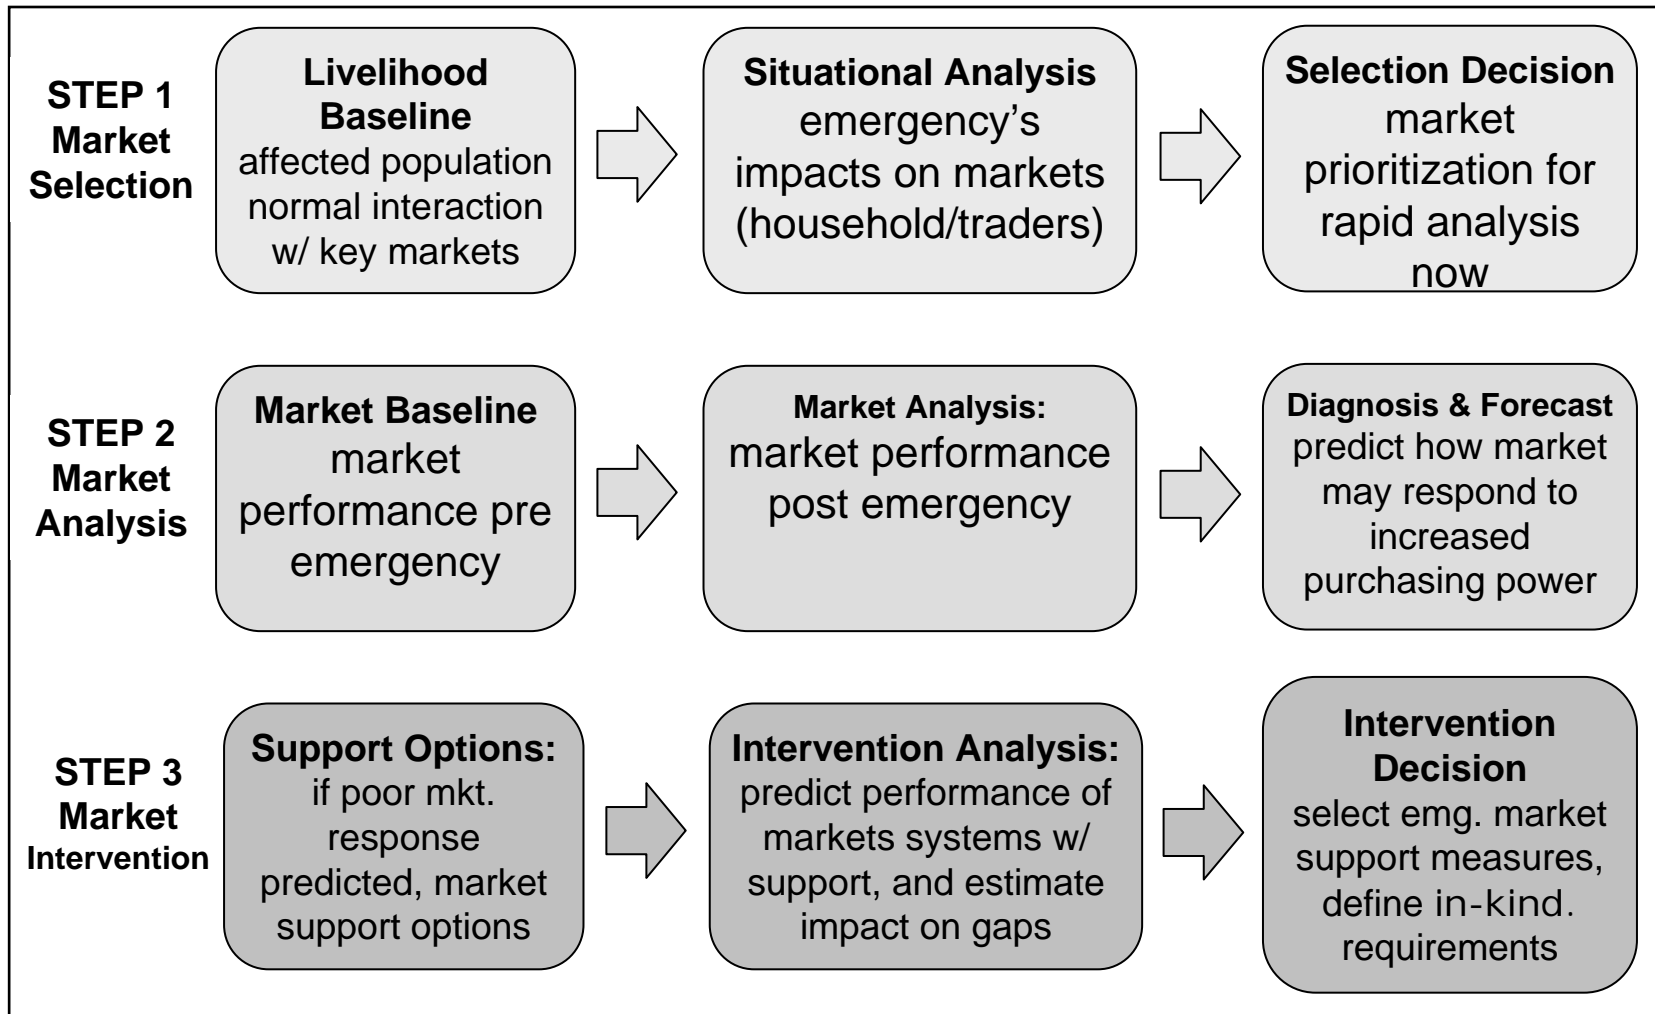 STEP 1
Market
Selection
Livelihood
Baseline
affected population
normal interaction
w/ key markets
Situational Analysis
emergency’s
impacts on markets
(household/traders)
Selection Decision
market
prioritization for
rapid analysis
now
STEP 2
Market
Analysis
Market Baseline
market
performance pre
emergency
Market Analysis:
market performance
post emergency
Diagnosis & Forecast
predict how market
may respond to
increased
purchasing power
STEP 3
Market
Intervention
Support Options:
if poor mkt.
response
predicted, market
support options
Intervention Analysis:
predict performance of
markets systems w/
support, and estimate
impact on gaps
Intervention
Decision
select emg. market
support measures,
define in-kind.
requirements